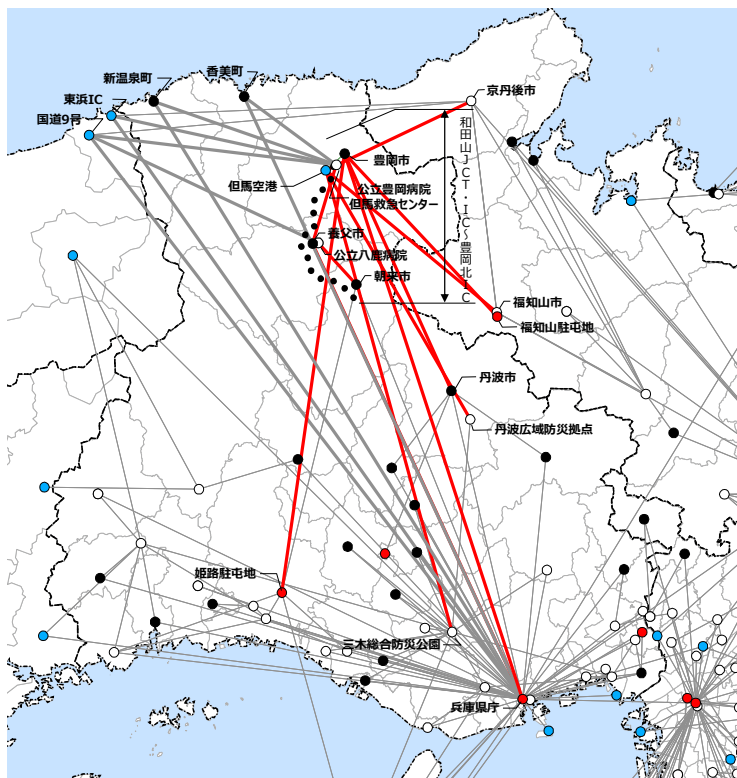 香美町
新温泉町
京丹後市
東浜IC
国道9号
和田山JCT・IC～豊岡北IC
豊岡市
但馬空港
公立豊岡病院
但馬救急センター
養父市
公立八鹿病院
朝来市
福知山市
福知山駐屯地
丹波市
丹波広域防災拠点
姫路駐屯地
三木総合防災公園
兵庫県庁